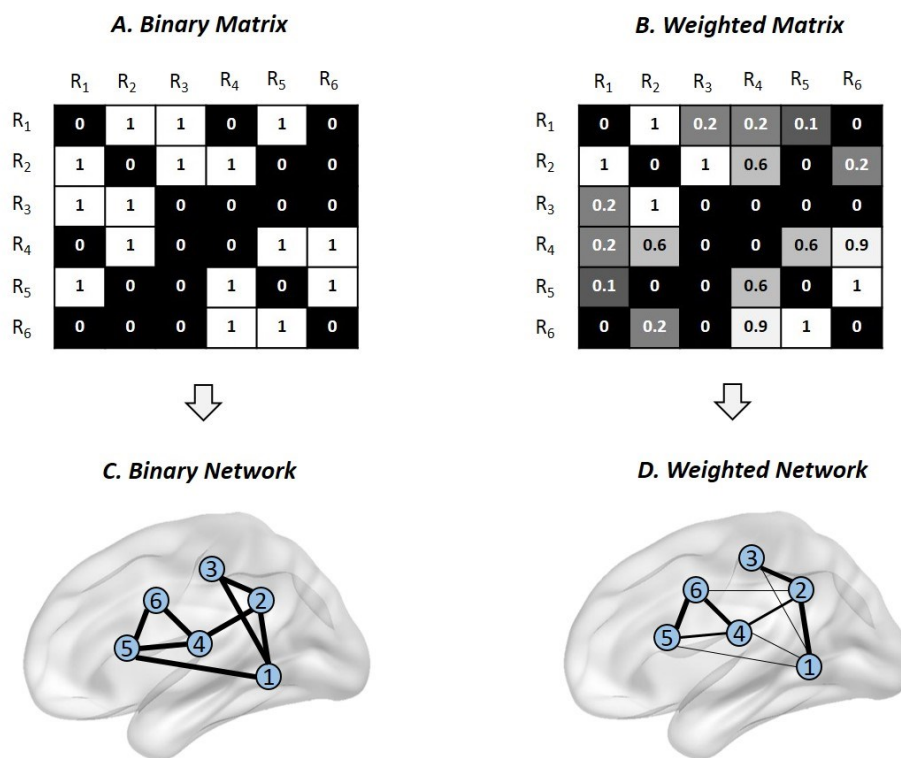 A. Binary Matrix
R1 R2 R3 R4 R5 R6
R1 0 1 1 0 1 0
R2 1 0 1 1 0 0
R3 1 1 0 0 0 0
R4 0 1 0 0 1 1
R5 1 0 0 1 0 1
R6 0 0 0 1 1 0
B. Weighted Matrix
R1 R2 R3 R4 R5 R6
R1 0 1 0.2 0.2 0.1 0
R2 1 0 1 0.6 0 0.2
R3 0.2 1 0 0 0 0
R4 0.2 0.6 0 0 0.6 0.9
R5 0.1 0 0 0.6 0 1
R6 0 0.2 0 0.9 1 0
C. Binary Network
3
6
2
5
4
1
D. Weighted Network
3
6
2
5
4
1